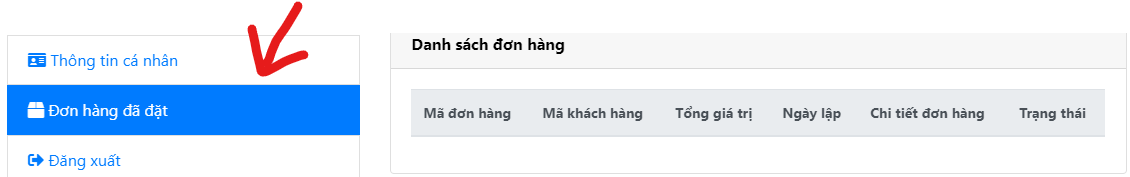 Thông tin cá nhân
Đơn hàng đã đặt
Đăng xuất
Danh sách đơn hàng
Mã đơn hàng Mã khách hàng Tổng giá trị Ngày lập Chi tiết đơn hàng Trạng thái